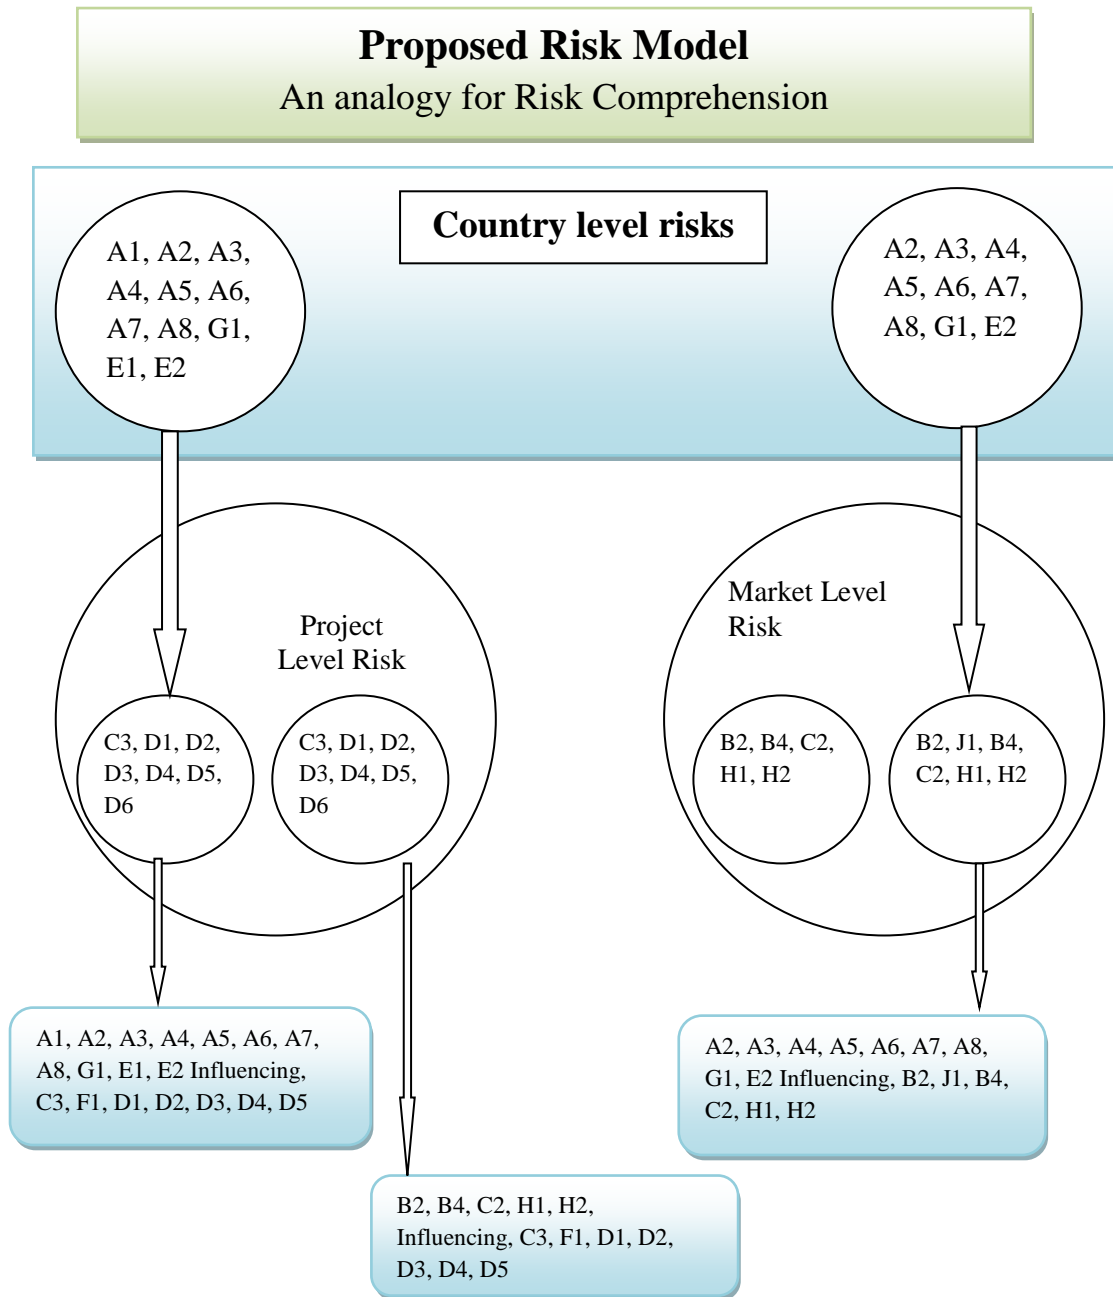 Proposed Risk Model
An analogy for Risk Comprehension
Country level risks
A1, A2, A3,
A4, A5, A6,
A7, A8, G1,
E1, E2
A2, A3, A4,
A5, A6, A7,
A8, G1, E2
Project
Level Risk
C3, D1, D2,
D3, D4, D5,
D6
C3, D1, D2,
D3, D4, D5,
D6
Market Level
Risk
B2, B4, C2,
H1, H2
B2, J1, B4,
C2, H1, H2
A1, A2, A3, A4, A5, A6, A7,
A8, G1, E1, E2 Influencing,
C3, F1, D1, D2, D3, D4, D5
B2, B4, C2, H1, H2,
Influencing, C3, F1, D1, D2,
D3, D4, D5
A2, A3, A4, A5, A6, A7, A8,
G1, E2 Influencing, B2, J1, B4,
C2, H1, H2